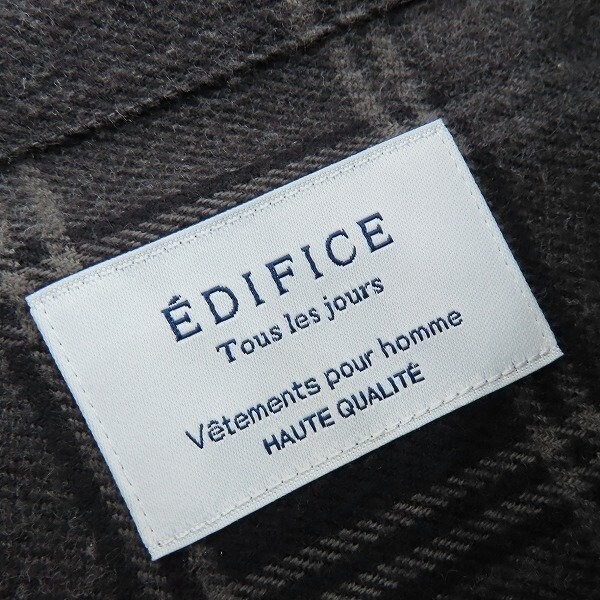 ÉDIFICE
Tous les jours
Vêtements pour homme
HAUTE QUALITÉ